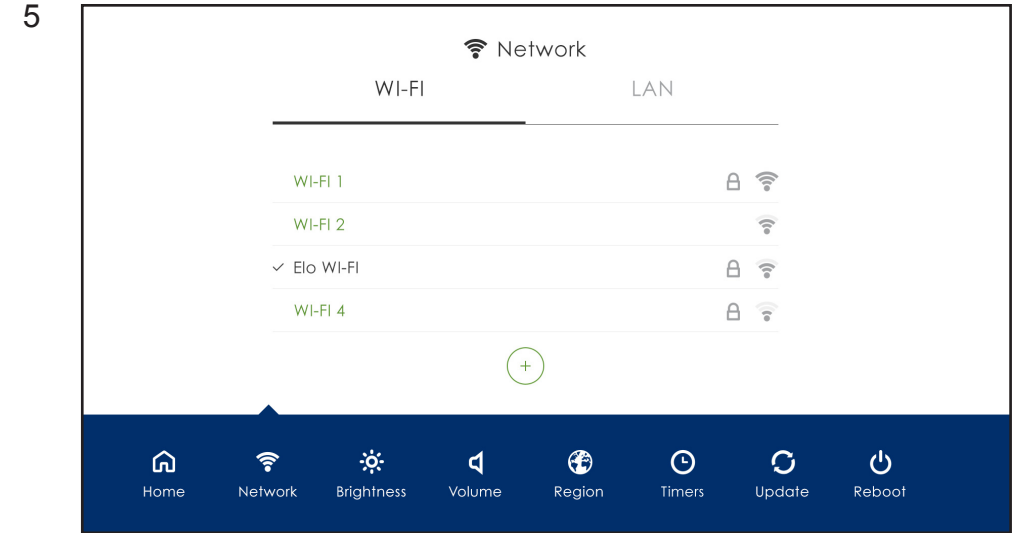 5
Network
WI-FI LAN
WI-FI 1
WI-FI 2
Elo WI-FI
WI-FI 4
Home Network Brightness Volume Region Timers Update Reboot